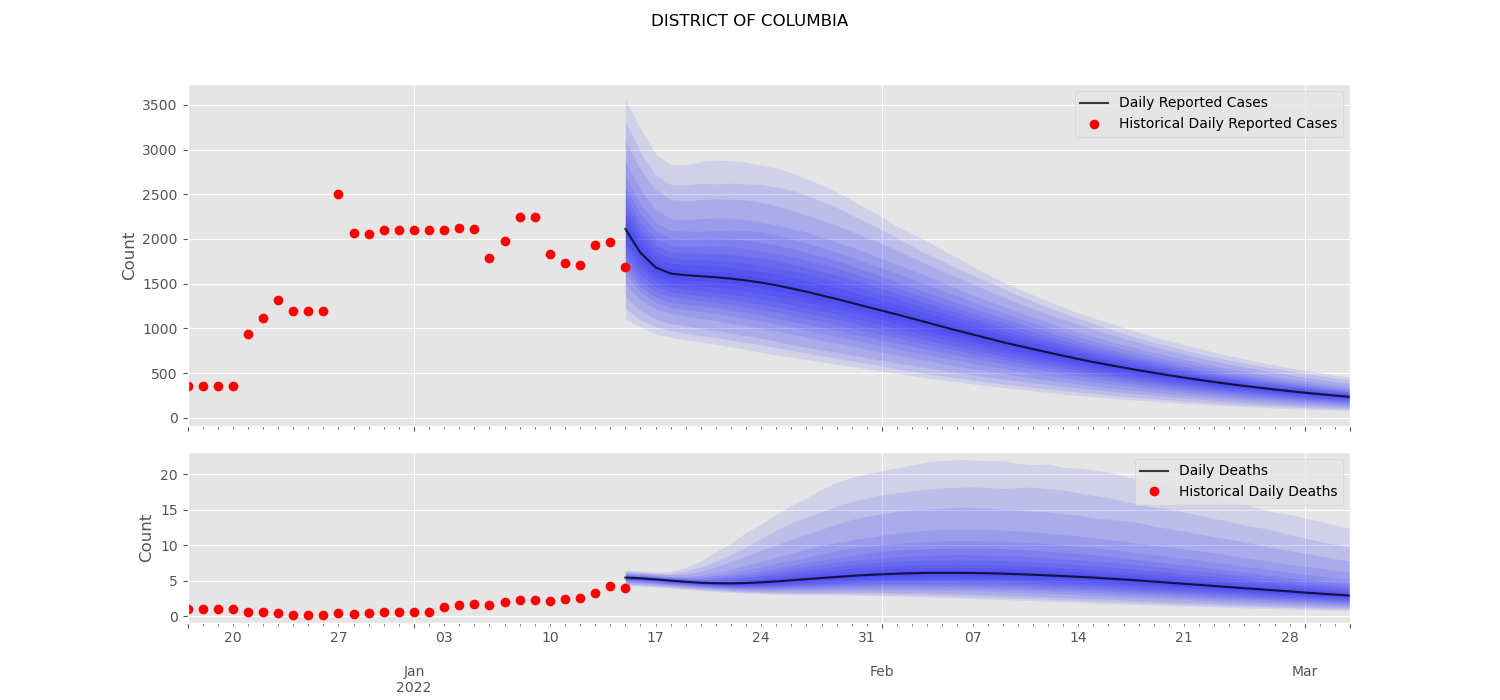 DISTRICT OF COLUMBIA
3500
3000
2500
2000
1500
1000
500
0
Count
Daily Reported Cases
Historical Daily Reported Cases
20
15
10
5
0
Count
Daily Deaths
Historical Daily Deaths
20 27 03 10 17 24 31 07 14 21 28
Jan Feb Mar
2022